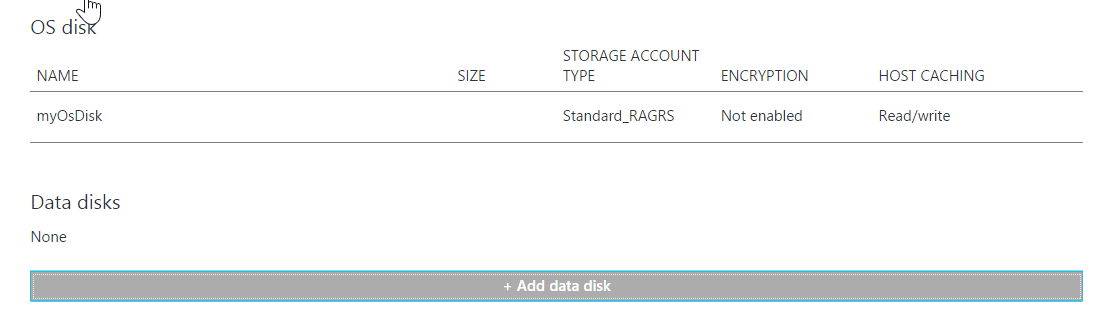 OS disk
NAME SIZE STORAGE ACCOUNT TYPE ENCRYPTION HOST CACHING
myOsDisk Standard_RAGRS Not enabled Read/write
Data disks
None
+ Add data disk